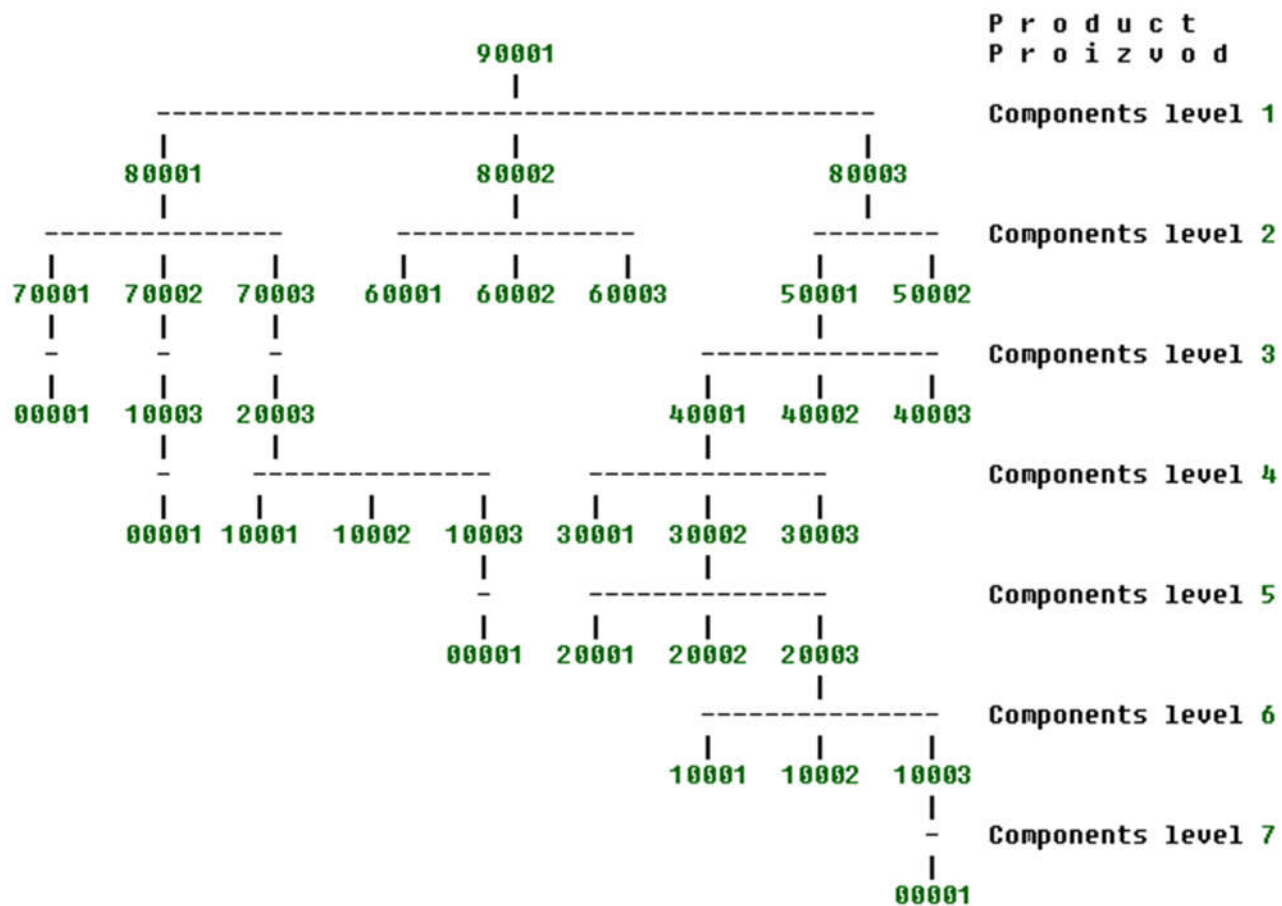 P r o d u c t
90001 P r o i z v o d
Components level 1
80001 80002 80003
Components level 2
70001 70002 70003 60001 60002 60003 50001 50002
Components level 3
00001 10003 20003 40001 40002 40003
Components level 4
00001 10001 10002 10003 30001 30002 30003
Components level 5
00001 20001 20002 20003
Components level 6
10001 10002 10003
Components level 7
00001